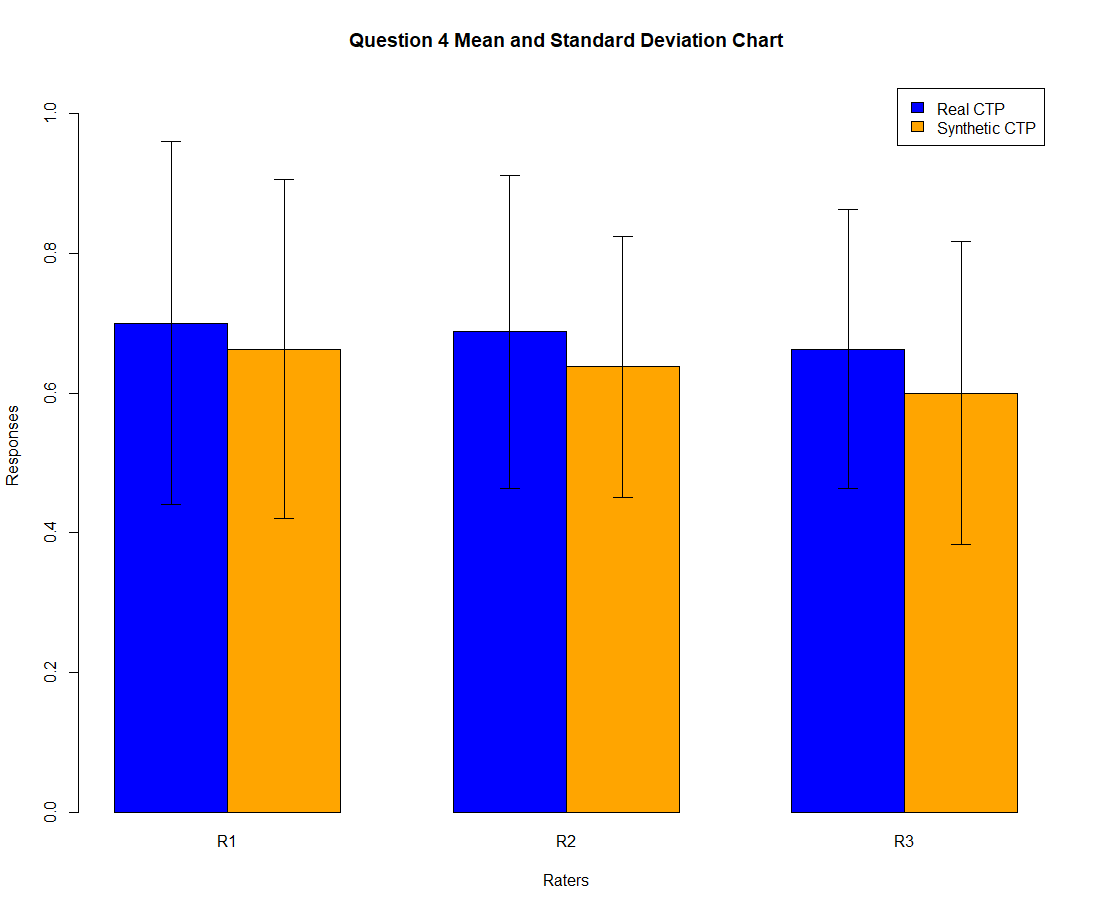 Question 4 Mean and Standard Deviation Chart
Real CTP
Synthetic CTP
1.0
0.8
0.6
0.4
0.2
0.0
Responses
R1
R2
R3
Raters